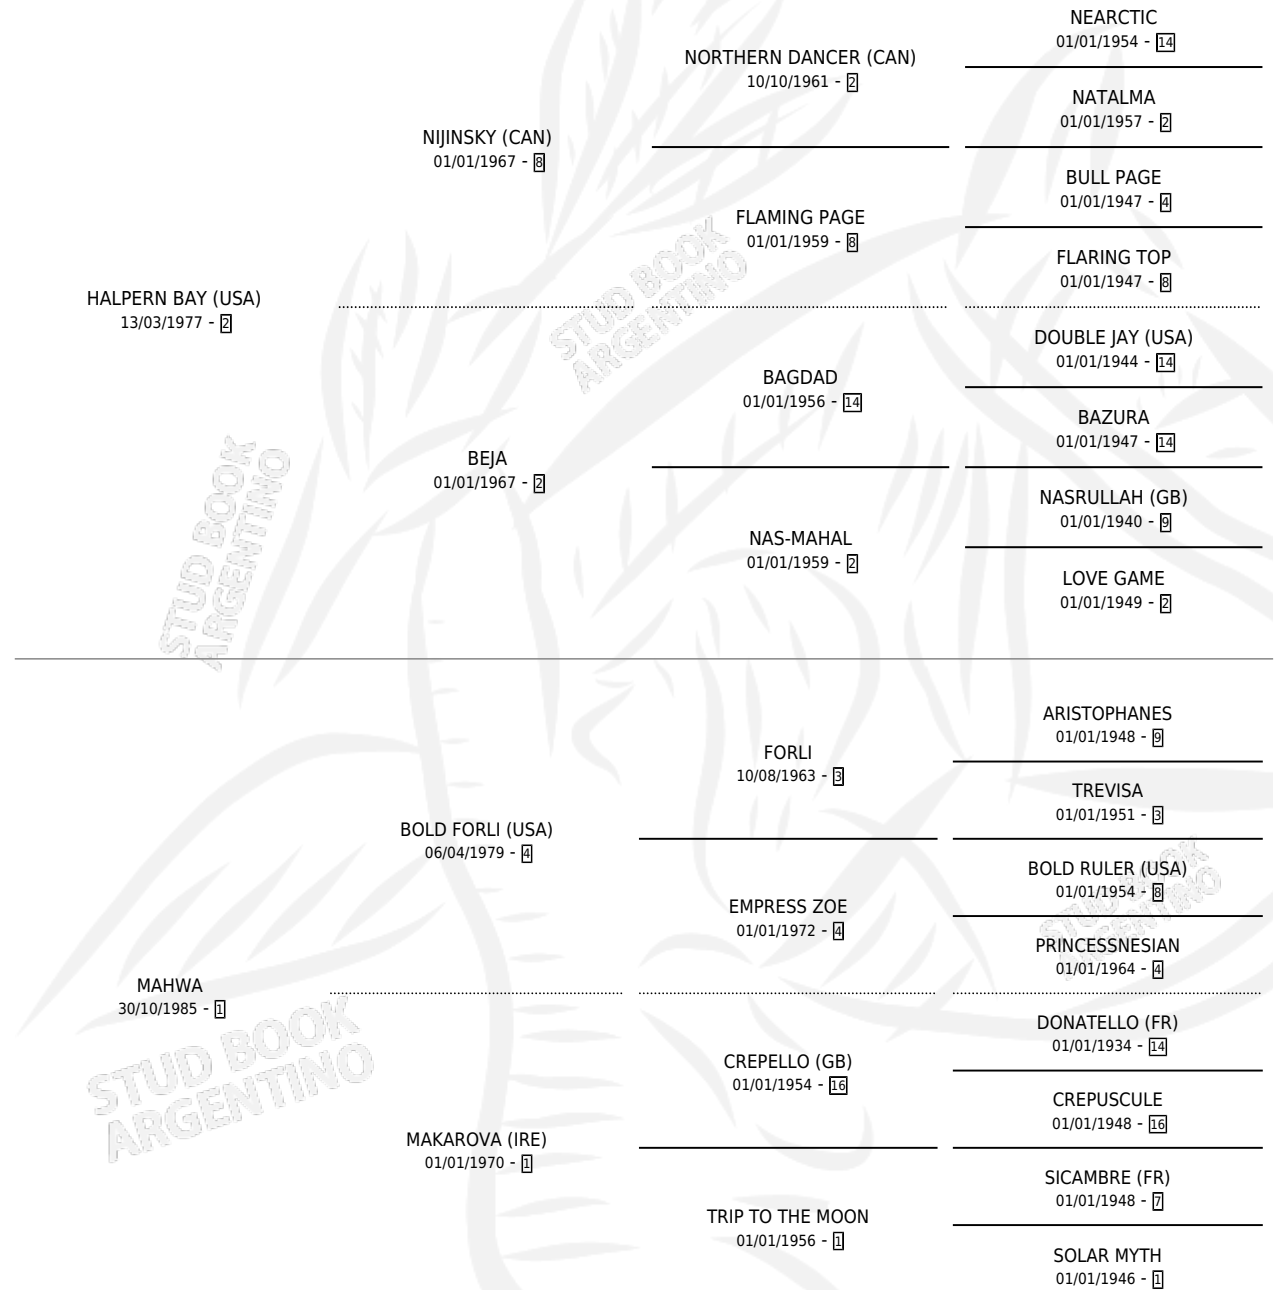 NEARCTIC
01/01/1954 - 14
NORTHERN DANCER (CAN)
10/10/1961 - 2
NATALMA
01/01/1957 - 2
NIJINSKY (CAN)
01/01/1967 - 8
BULL PAGE
01/01/1947 - 4
FLAMING PAGE
01/01/1959 - 8
FLARING TOP
01/01/1947 - 8
HALPERN BAY (USA)
13/03/1977 - 2
DOUBLE JAY (USA)
01/01/1944 - 14
BAGDAD
01/01/1956 - 14
BAZURA
01/01/1947 - 14
BEJA
01/01/1967 - 2
NASRULLAH (GB)
01/01/1940 - 9
NAS-MAHAL
01/01/1959 - 2
LOVE GAME
01/01/1949 - 2
STUD BOOK
ARGENTINO
STUD BOOK
ARGENTINO
ARISTOPHANES
01/01/1948 - 9
FORLI
10/08/1963 - 3
TREVISA
01/01/1951 - 3
BOLD FORLI (USA)
06/04/1979 - 4
BOLD RULER (USA)
01/01/1954 - 8
EMPRESS ZOE
01/01/1972 - 4
PRINCESSNESIAN
01/01/1964 - 4
MAHWA
30/10/1985 - 1
DONATELLO (FR)
01/01/1934 - 14
CREPELLO (GB)
01/01/1954 - 16
CREPUSCULE
01/01/1948 - 16
MAKAROVA (IRE)
01/01/1970 - 1
SICAMBRE (FR)
01/01/1948 - 7
TRIP TO THE MOON
01/01/1956 - 1
SOLAR MYTH
01/01/1946 - 1
STUD BOOK
ARGENTINO
STUD BOOK
ARGENTINO